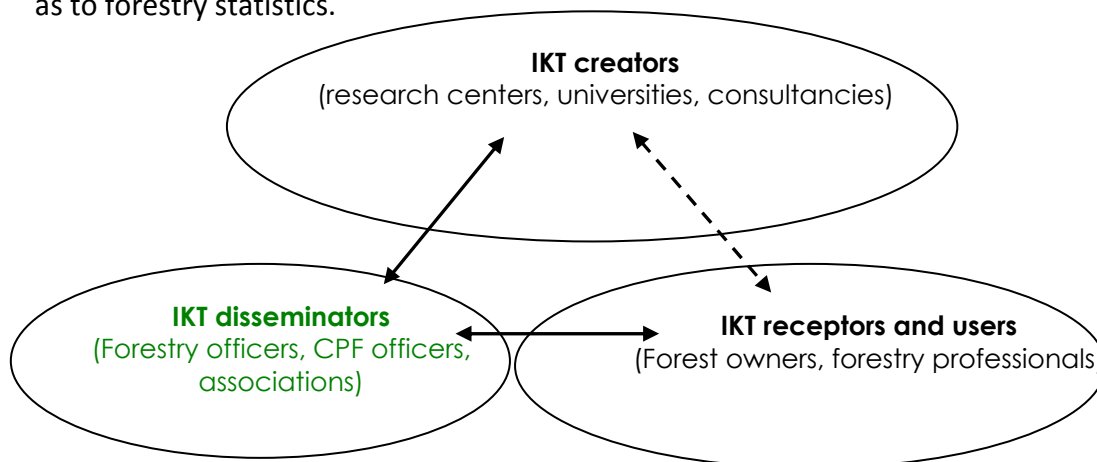 as to forestry statistics.
IKT creators
(research centers, universities, consultancies)
IKT disseminators
(Forestry officers, CPF officers,
associations)
IKT receptors and users
(Forest owners, forestry professionals